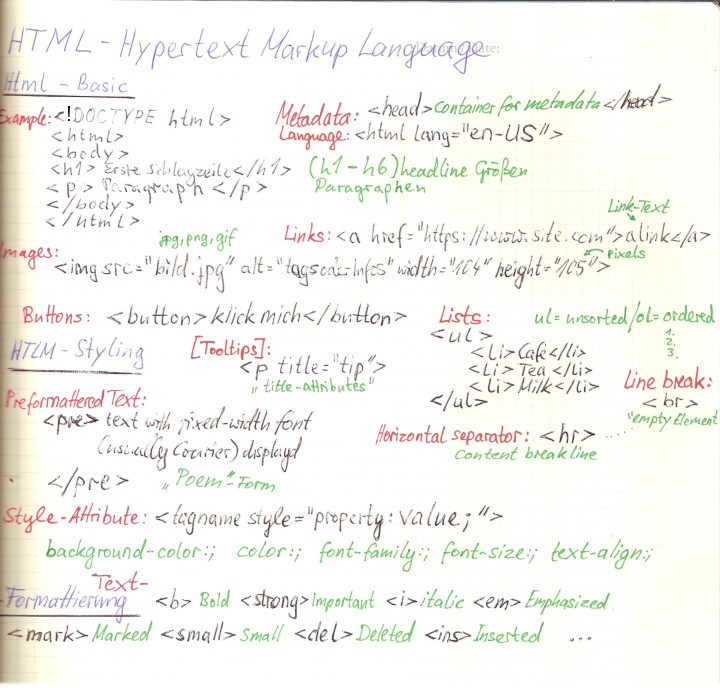 HTML - Hypertext Markup Language
Html - Basic
Example: <!DOCTYPE html>
<html>
<body>
<h1> Erste Schlagzeile</h1> (h1 - h6) headline Größen
<p> Paragraph </p> Paragraphen
</body>
</html>
Metadata: <head> Container for metadata </head>
Language: <html lang="en-US">
Link-Text
Links: <a href="https://www.site.com">a link</a>
jpg, png, gif
Images:
Pixels
<img src="bild.jpg" alt="tagsoderInfos" width="104" height="105">
Buttons: <button> klick mich </button>
Lists: ul = unsorted / ol = ordered
1.
2.
3.
<ul>
<Li> Café </li>
<Li> Tea </li>
<Li> Milk </li>
</ul>
HTLM - Styling
[Tooltips]:
<p title="tip">
„title-attributes"
Line break:
<br>
"empty Element
Preformattered Text:
<pre> text with fixed-width font
(usually Courier) displayd
</pre> „Poem"-Form
Horizontal separator: <hr> ....
Content break line
Style-Attribute: <tagname style="property: value;">
background-color:; color:; font-family:; font-size:; text-align:;
Text-
Formattierung <b> Bold <strong> Important <i> italic <em> Emphasized
<mark> Marked <small> Small <del> Deleted <ins> Inserted ...